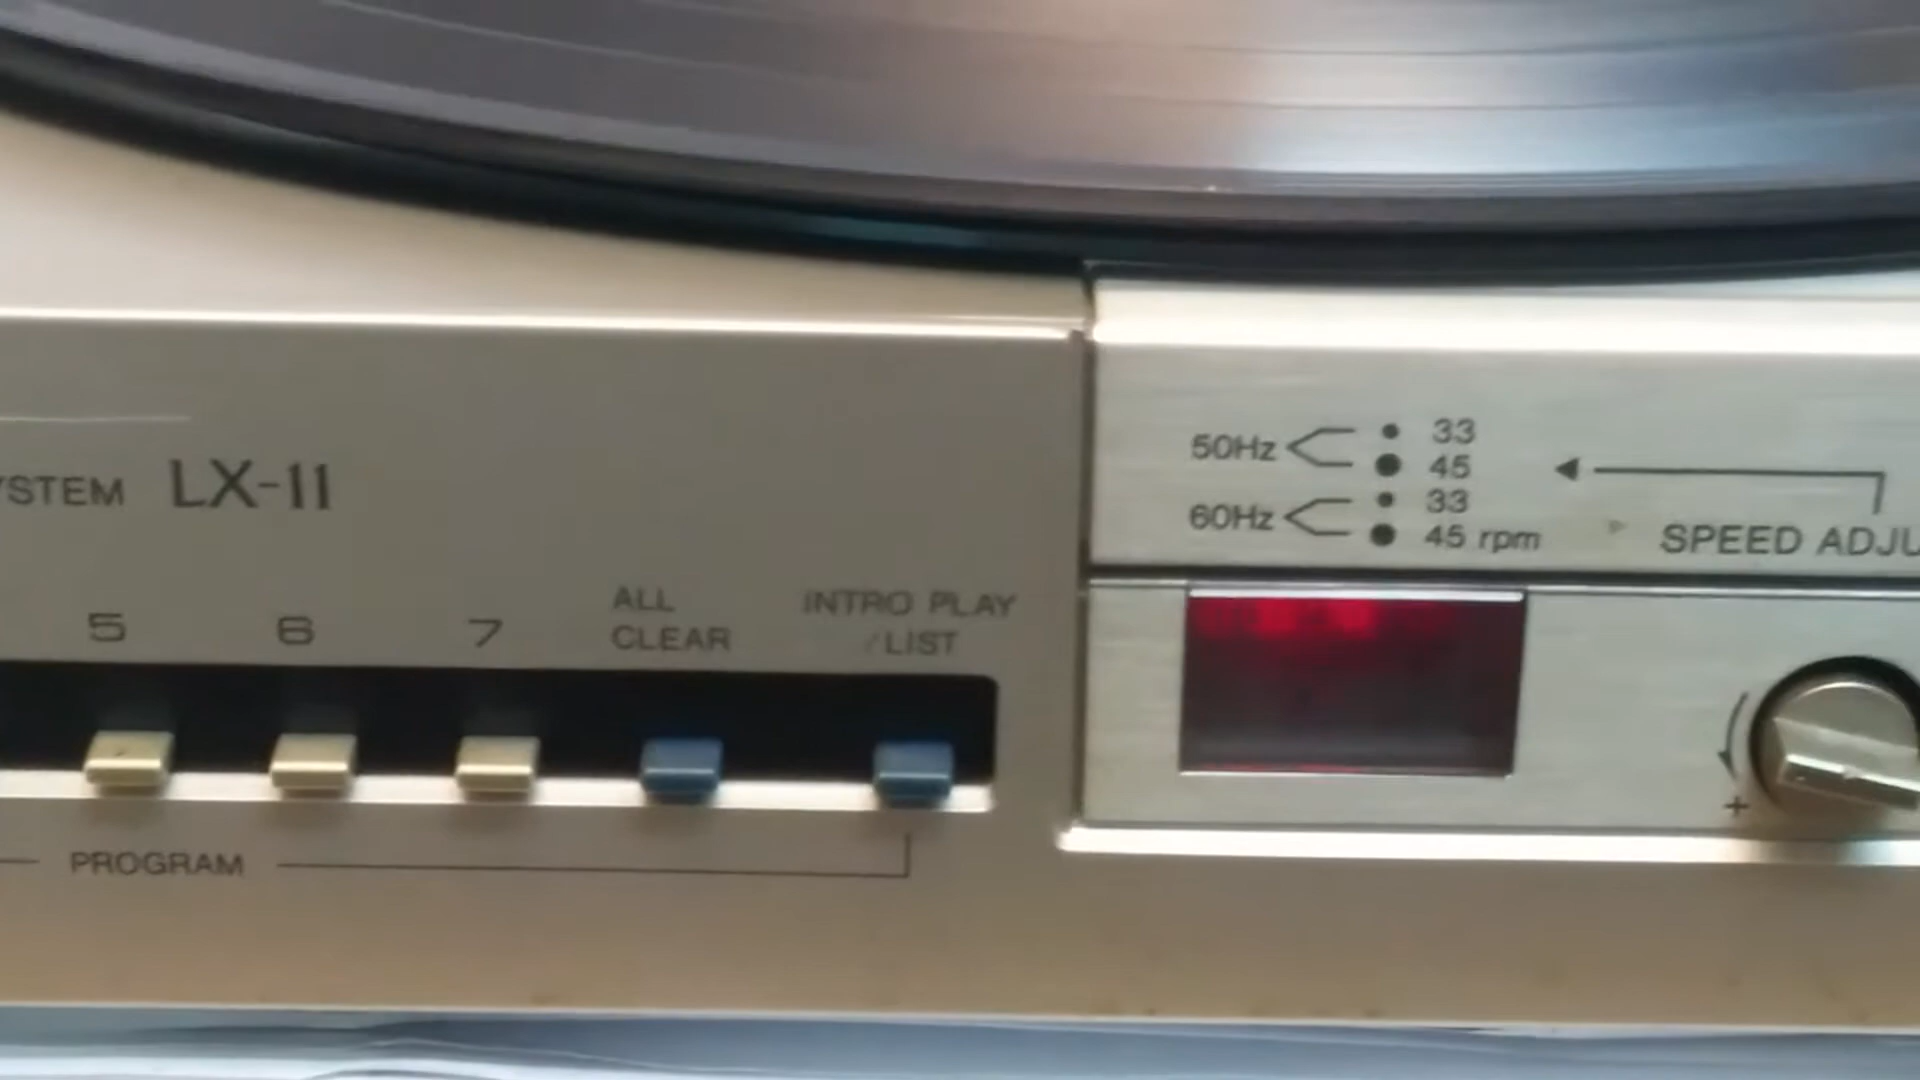 YSTEM LX-11
5 6 7 ALL CLEAR INTRO PLAY /LIST
PROGRAM
50Hz 33
45
60Hz 33
45 rpm
SPEED ADJU
+